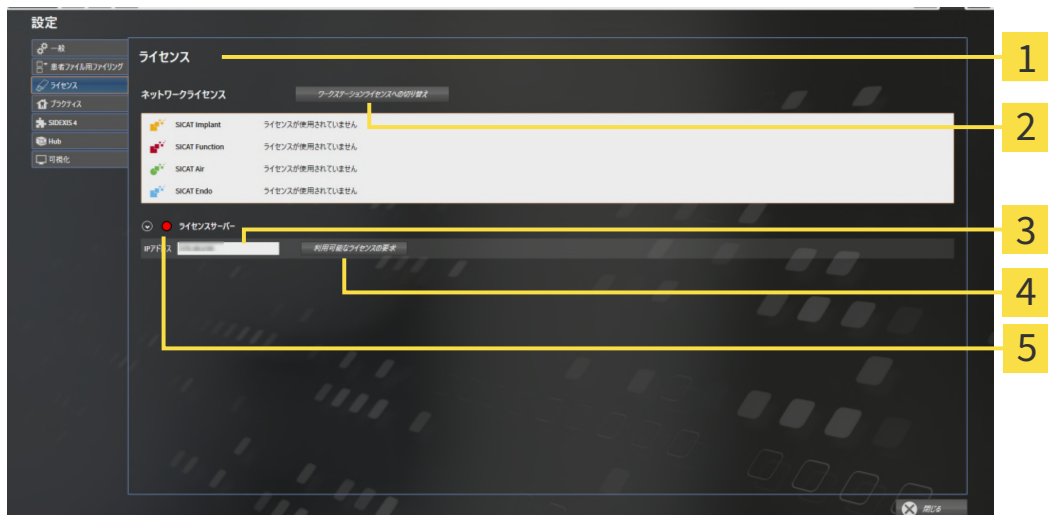 設定
一般
患者ファイル用ファイリング
ライセンス
プラクティス
SIDEXIS 4
Hub
可視化
ライセンス
1
ネットワークライセンス
ワークステーションライセンスへの切り替え
2
SICAT Implant ライセンスが使用されていません
SICAT Function ライセンスが使用されていません
SICAT Air ライセンスが使用されていません
SICAT Endo ライセンスが使用されていません
ライセンスサーバー
3
IPアドレス
利用可能なライセンスの要求
4
5
閉じる